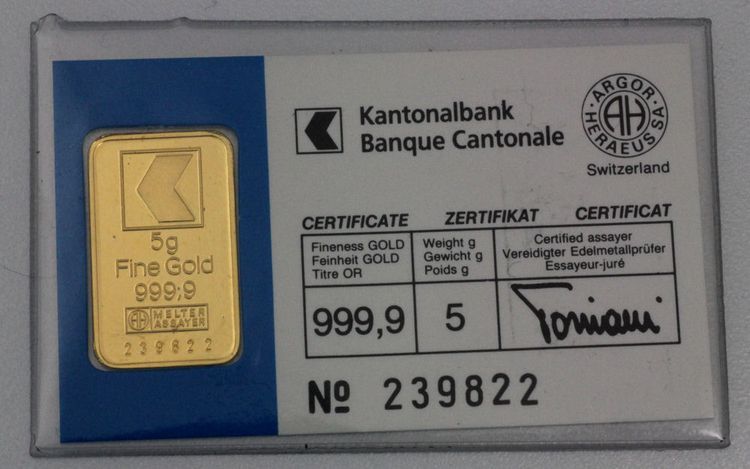 5g
Fine Gold
999,9
AH MELTER
ASSAYER
239822
Kantonalbank
Banque Cantonale
ARGOR
HERAEUS SA
AH
Switzerland
CERTIFICATE ZERTIFIKAT CERTIFICAT
Fineness GOLD
Feinheit GOLD
Titre OR
Weight g
Gewicht g
Poids g
Certified assayer
Vereidigter Edelmetallprüfer
Essayeur-juré
999,9
5
Nº 239822